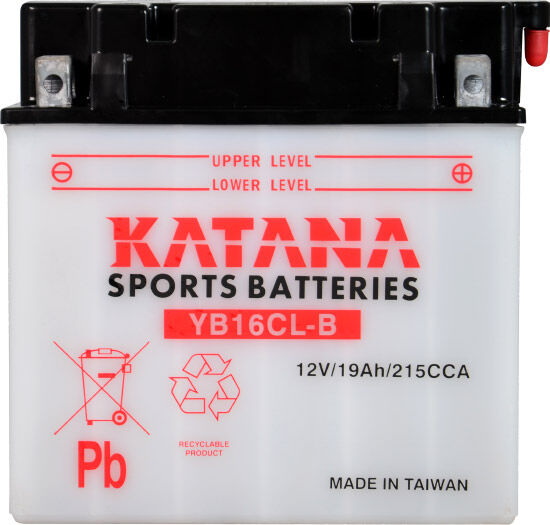 UPPER LEVEL
LOWER LEVEL
KATANA
SPORTS BATTERIES
YB16CL-B
12V/19Ah/215CCA
Pb
RECYCLABLE
PRODUCT
MADE IN TAIWAN